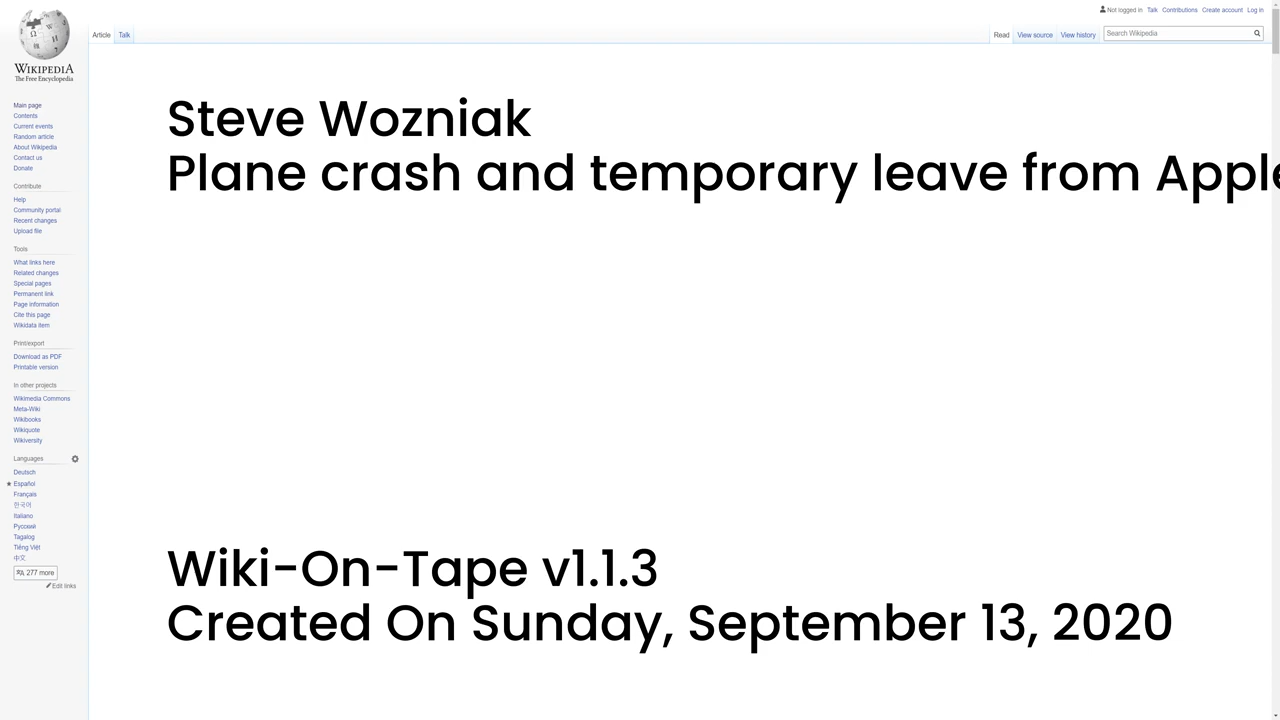 Not logged in Talk Contributions Create account Log in
Article Talk Read View source View history Search Wikipedia
WIKIPEDIA
The Free Encyclopedia
Main page
Contents
Current events
Random article
About Wikipedia
Contact us
Donate
Contribute
Help
Community portal
Recent changes
Upload file
Tools
What links here
Related changes
Special pages
Permanent link
Page information
Cite this page
Wikidata item
Print/export
Download as PDF
Printable version
In other projects
Wikimedia Commons
Meta-Wiki
Wikibooks
Wikiquote
Wikiversity
Languages
Deutsch
Español
Français
한국어
Italiano
Русский
Tagalog
Tiếng Việt
中文
277 more
Edit links
Steve Wozniak
Plane crash and temporary leave from Apple
Wiki-On-Tape v1.1.3
Created On Sunday, September 13, 2020